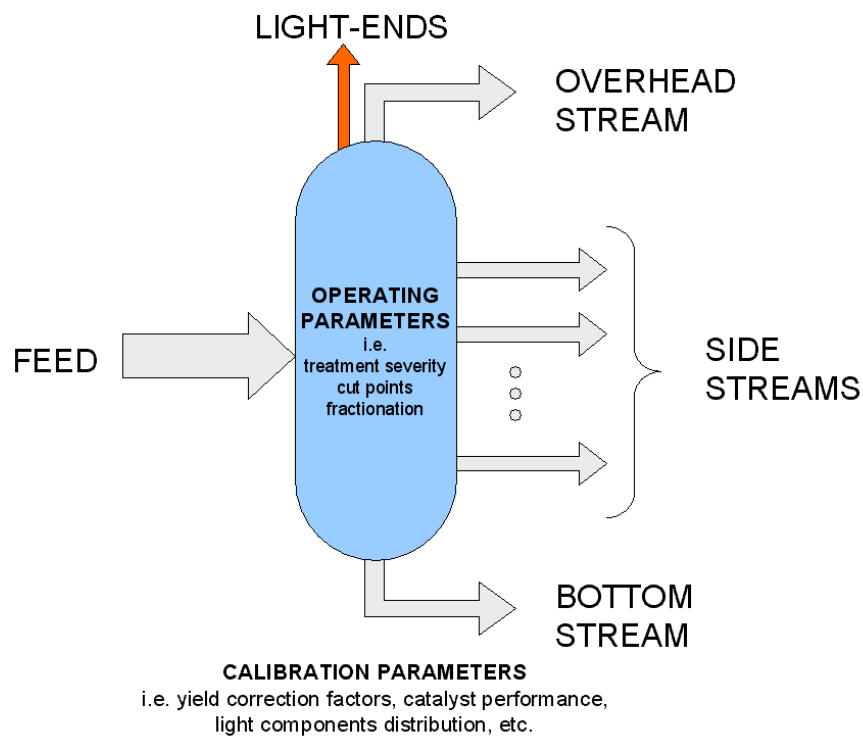 LIGHT-ENDS
OVERHEAD
STREAM
OPERATING
PARAMETERS
i.e.
treatment severity
cut points
fractionation
FEED
SIDE
STREAMS
BOTTOM
STREAM
CALIBRATION PARAMETERS
i.e. yield correction factors, catalyst performance,
light components distribution, etc.